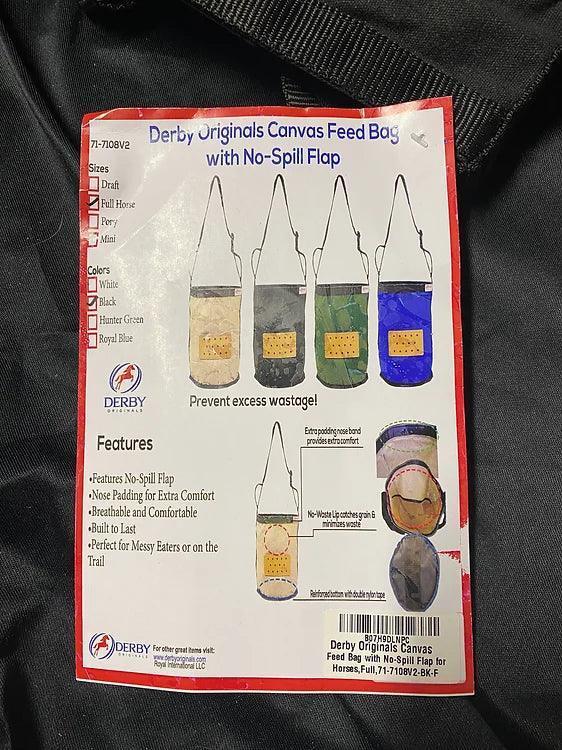 Derby Originals Canvas Feed Bag
with No-Spill Flap
71-7108V2
Sizes
Draft
Full Horse
Pony
Mini
Colors
White
Black
Hunter Green
Royal Blue
DERBY
ORIGINALS
Prevent excess wastage!
Features
•Features No-Spill Flap
•Nose Padding for Extra Comfort
•Breathable and Comfortable
•Built to Last
•Perfect for Messy Eaters or on the
Trail
Extra padding nose band
provides extra comfort
No-Waste Lip catches grain &
minimizes waste
Reinforced bottom with double nylon tape
DERBY
ORIGINALS
For other great items visit:
www.derbyoriginals.com
Royal International LLC
B07H9DLNPC
Derby Originals Canvas
Feed Bag with No-Spill Flap for
Horses,Full,71-7108V2-BK-F